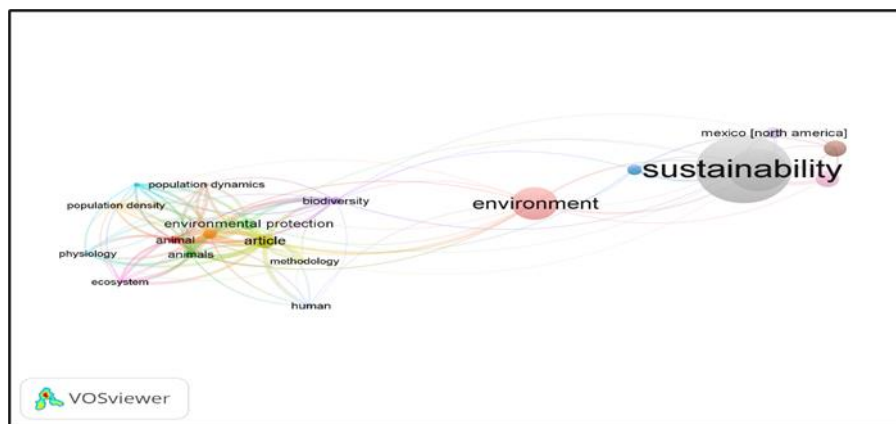 mexico [north america]
sustainability
population dynamics
biodiversity
environment
population density
environmental protection
animal
article
physiology
animals
methodology
ecosystem
human
VOSviewer